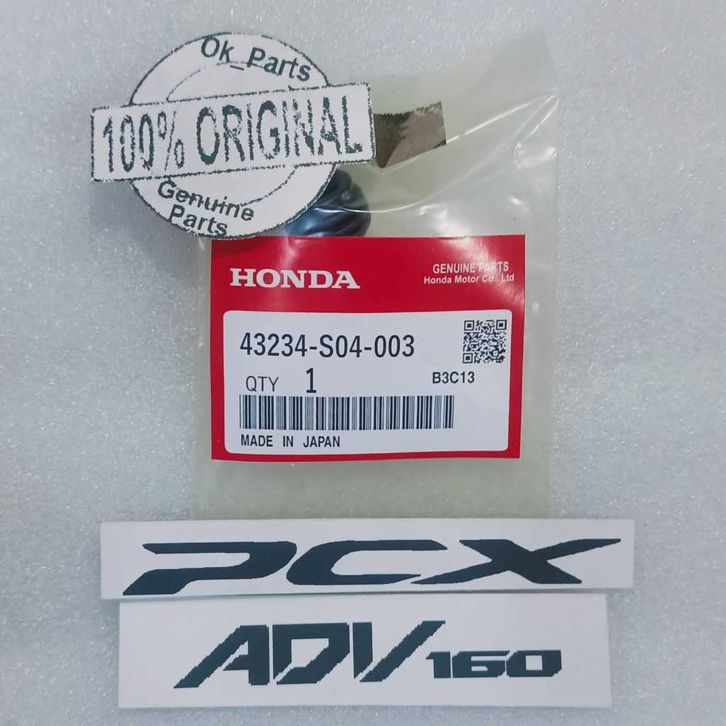 Ok_Parts
100% ORIGINAL
Genuine
Parts
HONDA
GENUINE PARTS
Honda Motor Co., Ltd
43234-S04-003
QTY 1
B3C13
MADE IN JAPAN
PCX
ADV160